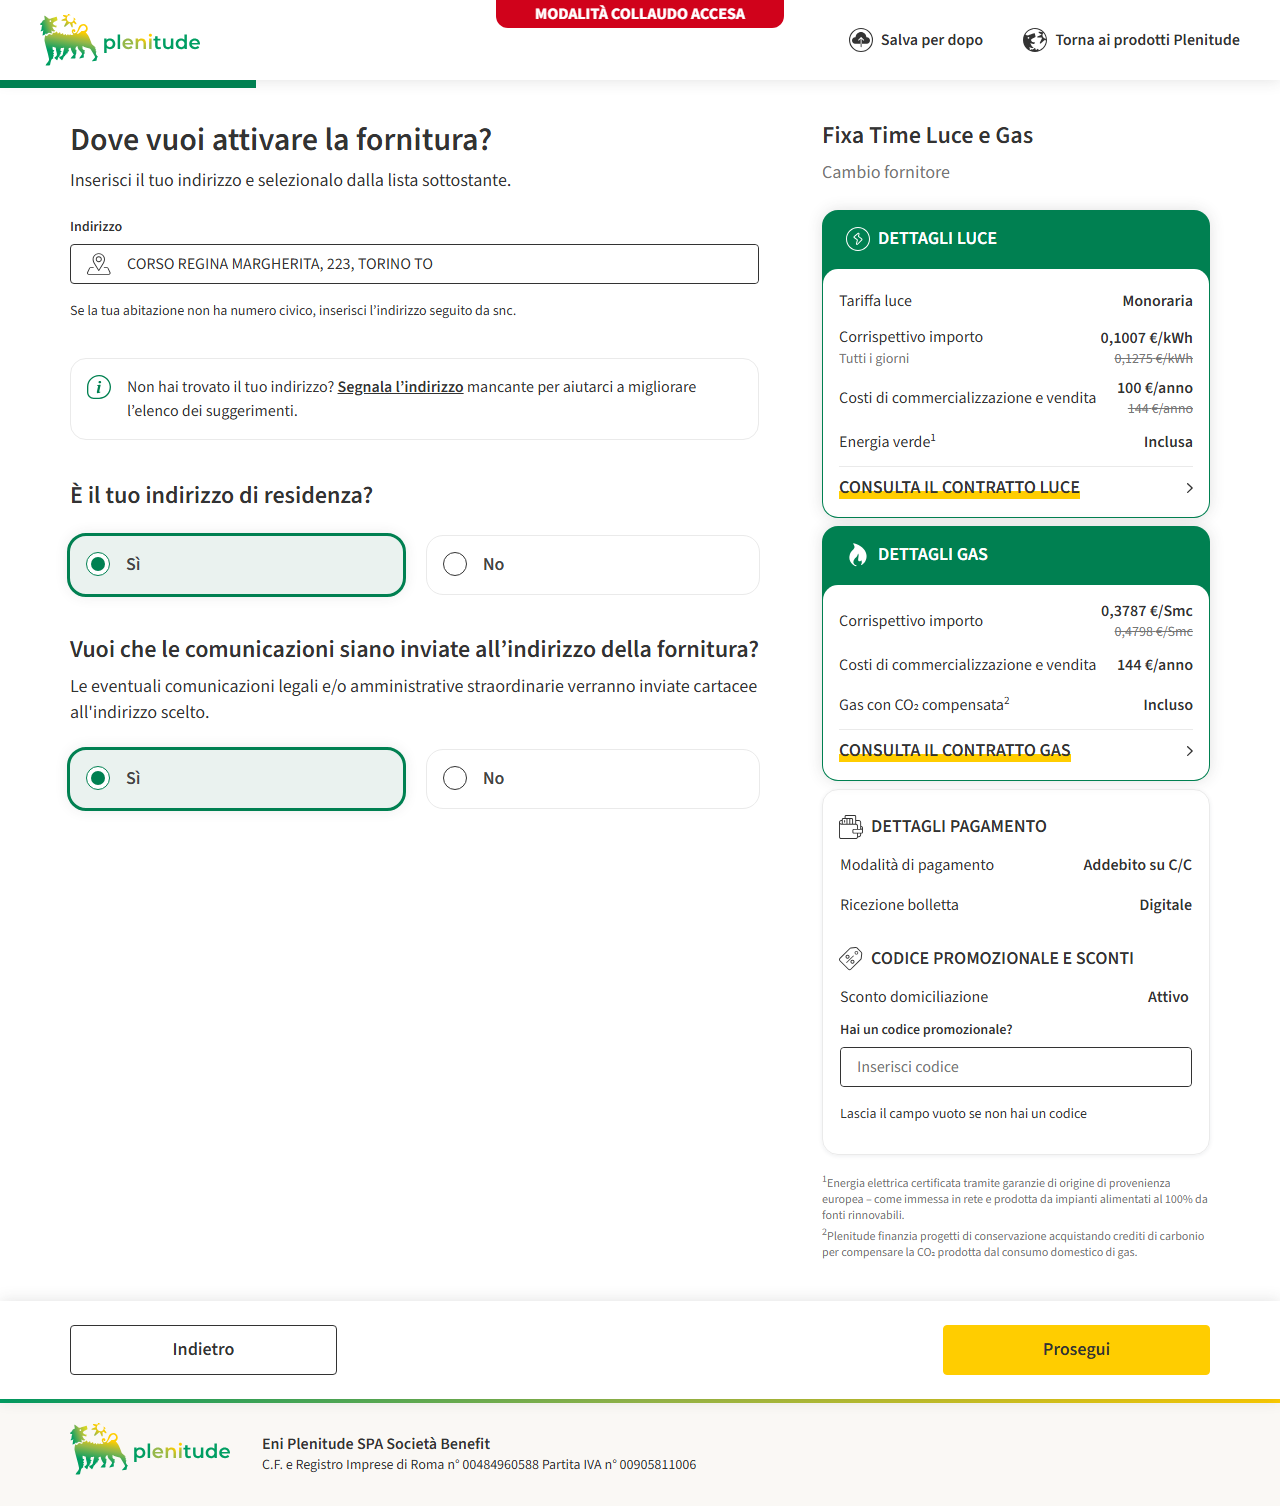 MODALITÀ COLLAUDO ACCESA
plenitude
Salva per dopo
Torna ai prodotti Plenitude
Dove vuoi attivare la fornitura?
Inserisci il tuo indirizzo e selezionalo dalla lista sottostante.
Indirizzo
CORSO REGINA MARGHERITA, 223, TORINO TO
Se la tua abitazione non ha numero civico, inserisci l’indirizzo seguito da snc.
Non hai trovato il tuo indirizzo? Segnala l’indirizzo mancante per aiutarci a migliorare
l’elenco dei suggerimenti.
È il tuo indirizzo di residenza?
Sì
No
Vuoi che le comunicazioni siano inviate all’indirizzo della fornitura?
Le eventuali comunicazioni legali e/o amministrative straordinarie verranno inviate cartacee
all'indirizzo scelto.
Sì
No
Fixa Time Luce e Gas
Cambio fornitore
DETTAGLI LUCE
Tariffa luce Monoraria
Corrispettivo importo 0,1007 €/kWh
Tutti i giorni 0,1275 €/kWh
Costi di commercializzazione e vendita 100 €/anno
144 €/anno
Energia verde¹ Inclusa
CONSULTA IL CONTRATTO LUCE
DETTAGLI GAS
Corrispettivo importo 0,3787 €/Smc
0,4798 €/Smc
Costi di commercializzazione e vendita 144 €/anno
Gas con CO₂ compensata² Incluso
CONSULTA IL CONTRATTO GAS
DETTAGLI PAGAMENTO
Modalità di pagamento Addebito su C/C
Ricezione bolletta Digitale
CODICE PROMOZIONALE E SCONTI
Sconto domiciliazione Attivo
Hai un codice promozionale?
Inserisci codice
Lascia il campo vuoto se non hai un codice
¹Energia elettrica certificata tramite garanzie di origine di provenienza
europea – come immessa in rete e prodotta da impianti alimentati al 100% da
fonti rinnovabili.
²Plenitude finanzia progetti di conservazione acquistando crediti di carbonio
per compensare la CO₂ prodotta dal consumo domestico di gas.
Indietro
Prosegui
plenitude
Eni Plenitude SPA Società Benefit
C.F. e Registro Imprese di Roma n° 00484960588 Partita IVA n° 00905811006